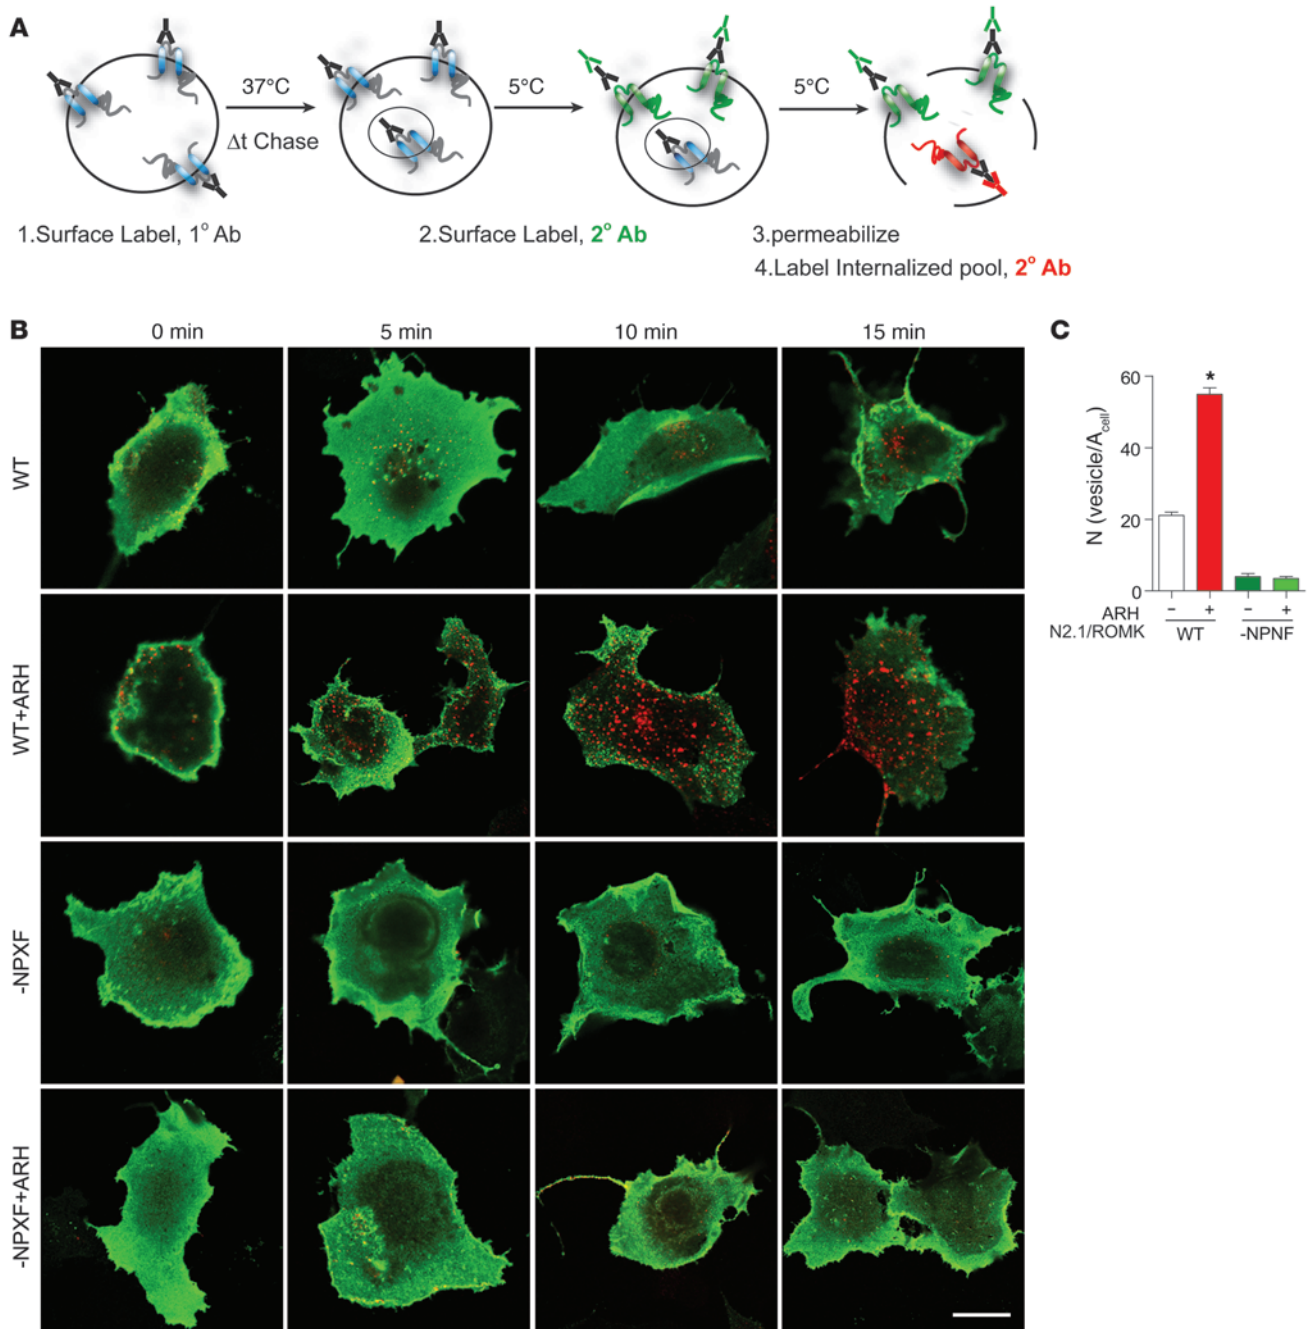 A
37°C
Δt Chase
5°C
5°C
1.Surface Label, 1° Ab
2.Surface Label, 2° Ab
3.permeabilize
4.Label Internalized pool, 2° Ab
B
0 min
5 min
10 min
15 min
WT
WT+ARH
-NPXF
-NPXF+ARH
C
N (vesicle/Acell)
60
40
20
0
*
ARH - + - +
N2.1/ROMK WT -NPNF